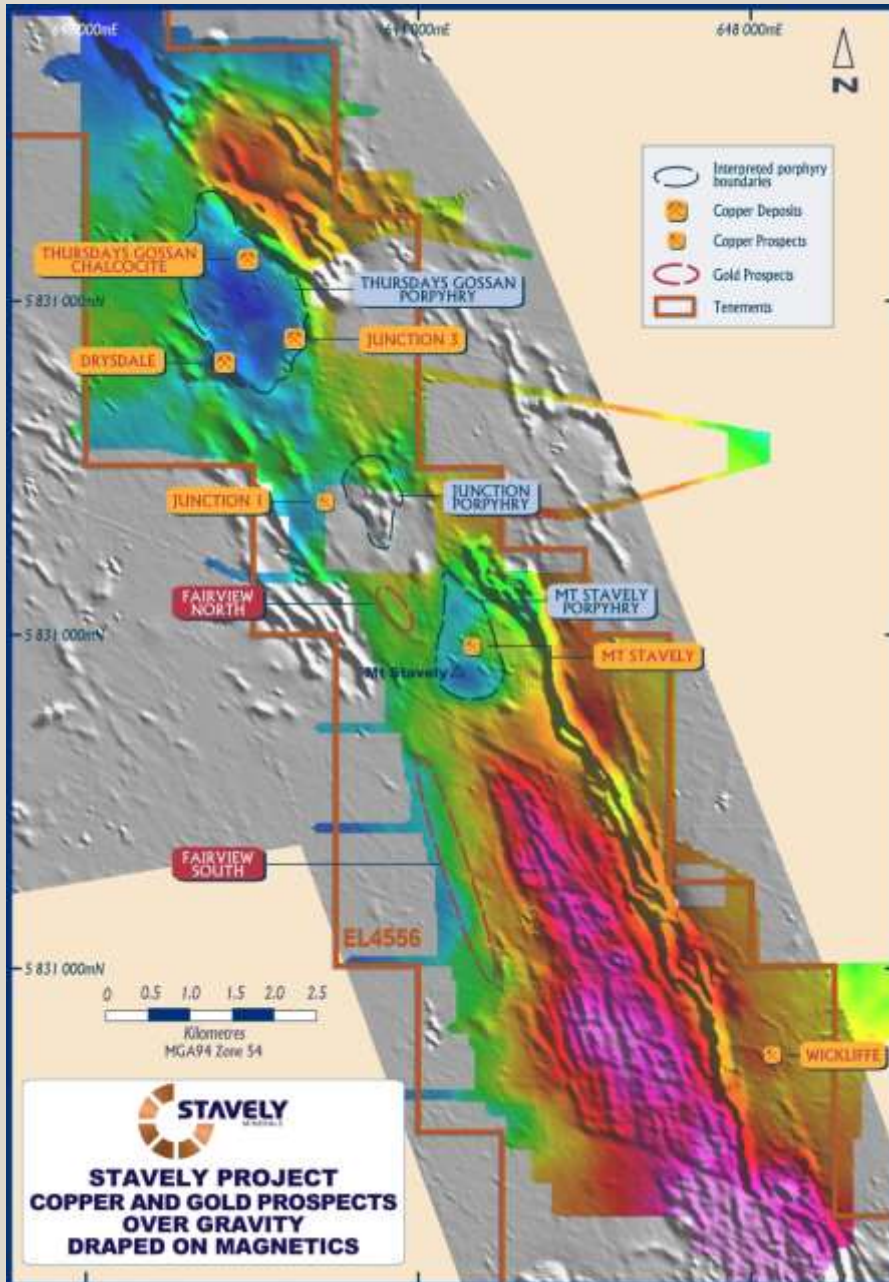 000mE
000mE
648 000mE
N
Interpreted porphyry
boundaries
Copper Deposits
Copper Prospects
Gold Prospects
Tenements
THURSDAYS GOSSAN
CHALCOCITE
THURSDAYS GOSSAN
PORPYHRY
5 831 000mN
JUNCTION 3
DRYSDALE
JUNCTION 1
JUNCTION
PORPYHRY
FAIRVIEW
NORTH
MT STAVELY
PORPYHRY
5 831 000mN
MT STAVELY
Mt Stavely
FAIRVIEW
SOUTH
EL4556
5 831 000mN
0 0.5 1.0 1.5 2.0 2.5
Kilometres
MGA94 Zone 54
WICKLIFFE
STAVELY
MINERALS
STAVELY PROJECT
COPPER AND GOLD PROSPECTS
OVER GRAVITY
DRAPED ON MAGNETICS